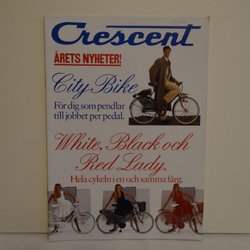 Crescent
ÅRETS NYHETER!
City Bike
För dig som pendlar
till jobbet per pedal.
White, Black och
Red Lady.
Hela cykeln i en och samma färg.